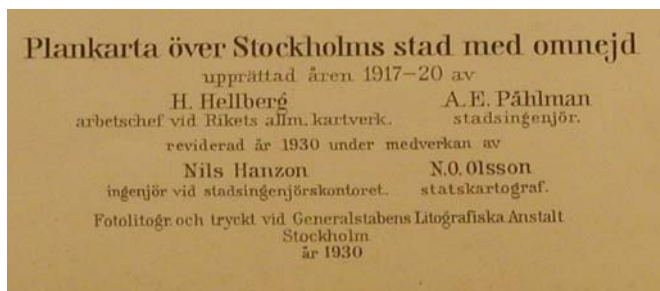 Plankarta över Stockholms stad med omnejd
upprättad åren 1917-20 av
H. Hellberg A. E. Påhlman
arbetschef vid Rikets allm. kartverk. stadsingenjör.
reviderad år 1930 under medverkan av
Nils Hanzon N.O. Olsson
ingenjör vid stadsingenjörskontoret. statskartograf.
Fotolitogr. och tryckt vid Generalstabens Litografiska Anstalt
Stockholm
år 1930